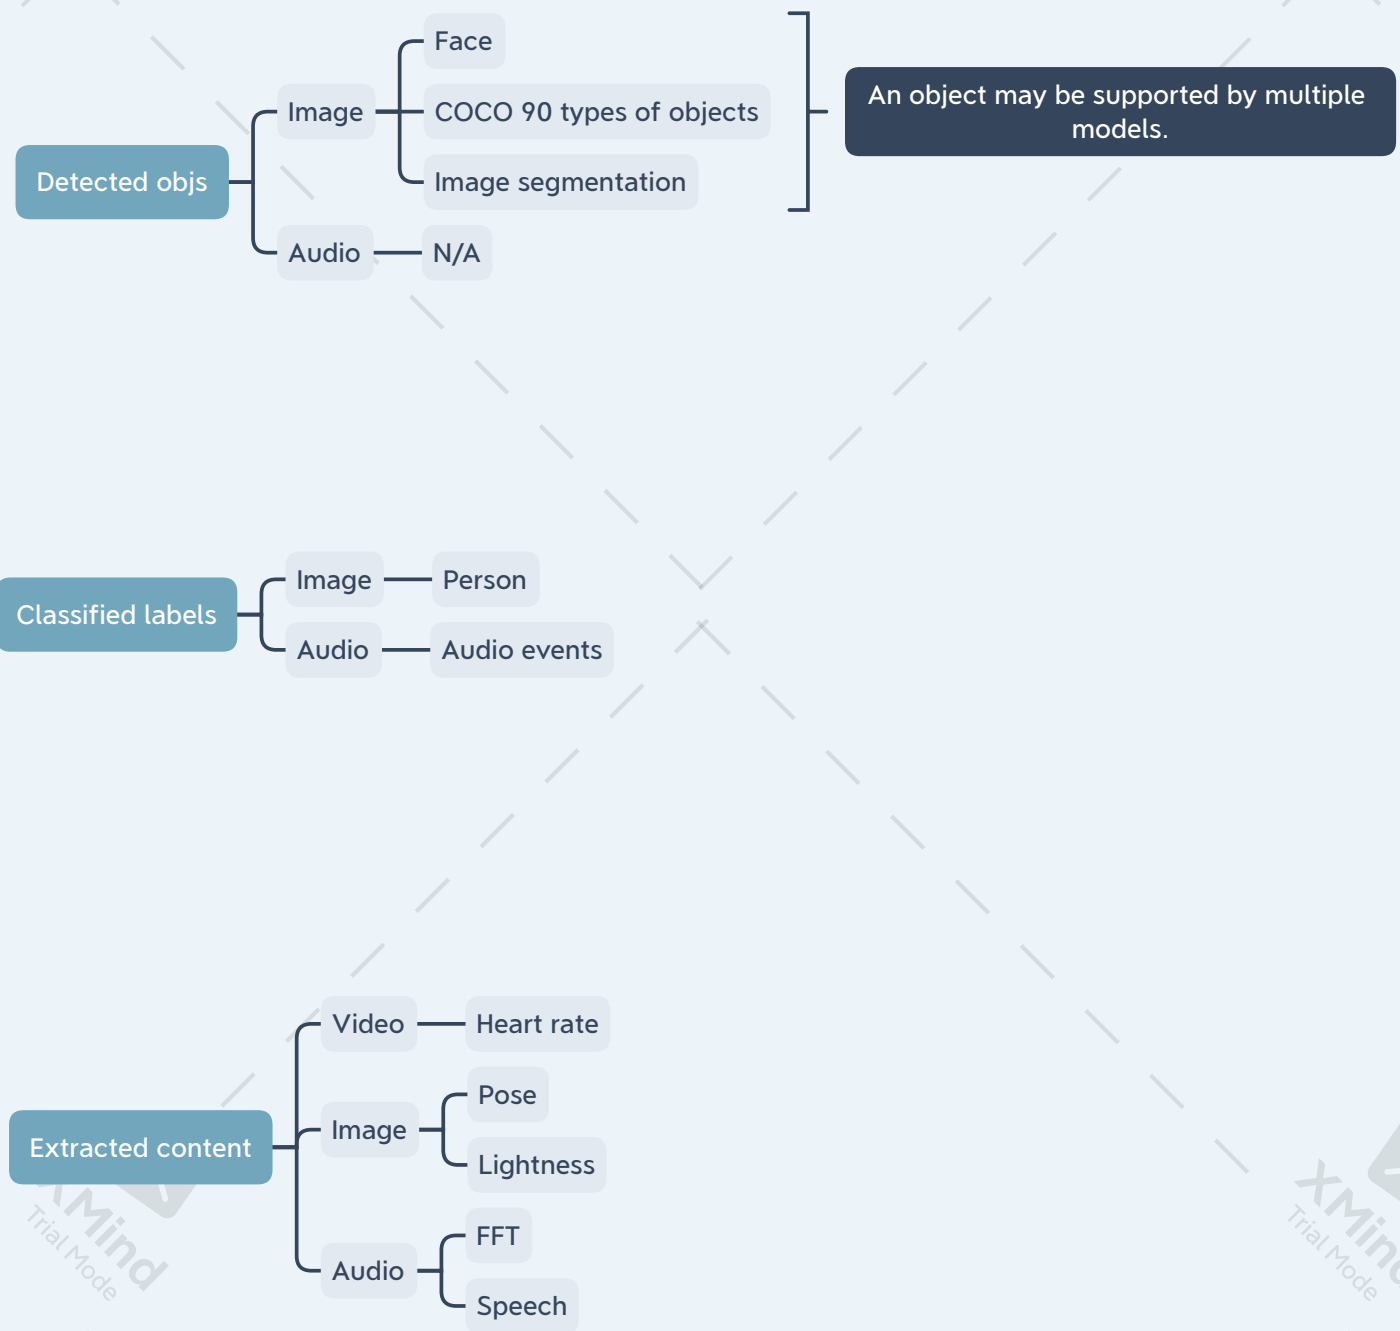 Face
Image
COCO 90 types of objects
An object may be supported by multiple
models.
Detected objs
Image segmentation
Audio
N/A
Classified labels
Image
Person
Audio
Audio events
Extracted content
Video
Heart rate
Image
Pose
Lightness
Audio
FFT
Speech
XMind
Trial Mode
XMind
Trial Mode